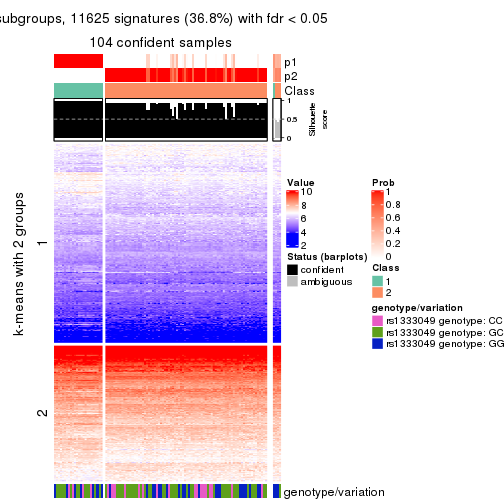 subgroups, 11625 signatures (36.8%) with fdr < 0.05
104 confident samples
p1
p2
Class
1
0.5
0
Silhouette
score
k-means with 2 groups
1
2
Value
10
8
6
4
2
Status (barplots)
confident
ambiguous
Prob
1
0.8
0.6
0.4
0.2
0
Class
1
2
genotype/variation
rs1333049 genotype: CC
rs1333049 genotype: GC
rs1333049 genotype: GG
genotype/variation